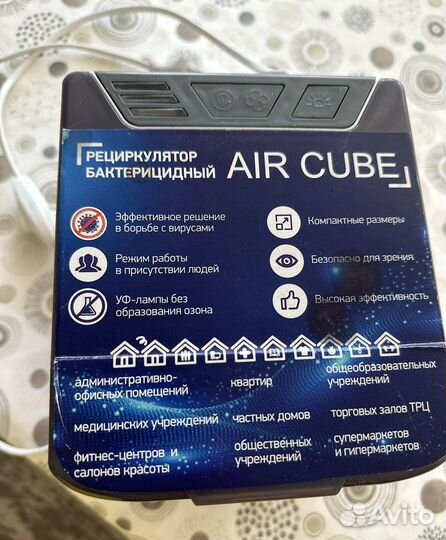 РЕЦИРКУЛЯТОР
БАКТЕРИЦИДНЫЙ
AIR CUBE
Эффективное решение
в борьбе с вирусами
Компактные размеры
Режим работы
в присутствии людей
Безопасно для зрения
УФ-лампы без
образования озона
Высокая эффективность
административно-
офисных помещений
квартир
общеобразовательных
учреждений
медицинских учреждений
частных домов
торговых залов ТРЦ
фитнес-центров и
салонов красоты
общественных
учреждений
супермаркетов
и гипермаркетов
Avito